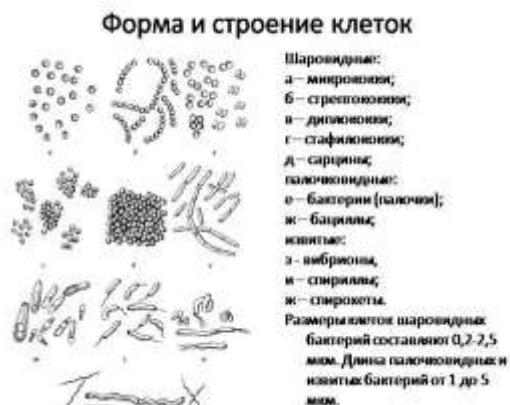 Форма и строение клеток
Шаровидные:
а – микрококки;
б – стрептококки;
в – диплококки;
г – стафилококки;
д – сарцины;
палочковидные:
е – бактерии (палочки);
ж – бациллы;
извитые:
з - вибрионы,
и – спириллы;
ж – спирохеты.
Размеры клеток шаровидных
бактерий составляют 0,2-2,5
мкм. Длина палочковидных и
извитых бактерий от 1 до 5
мкм.